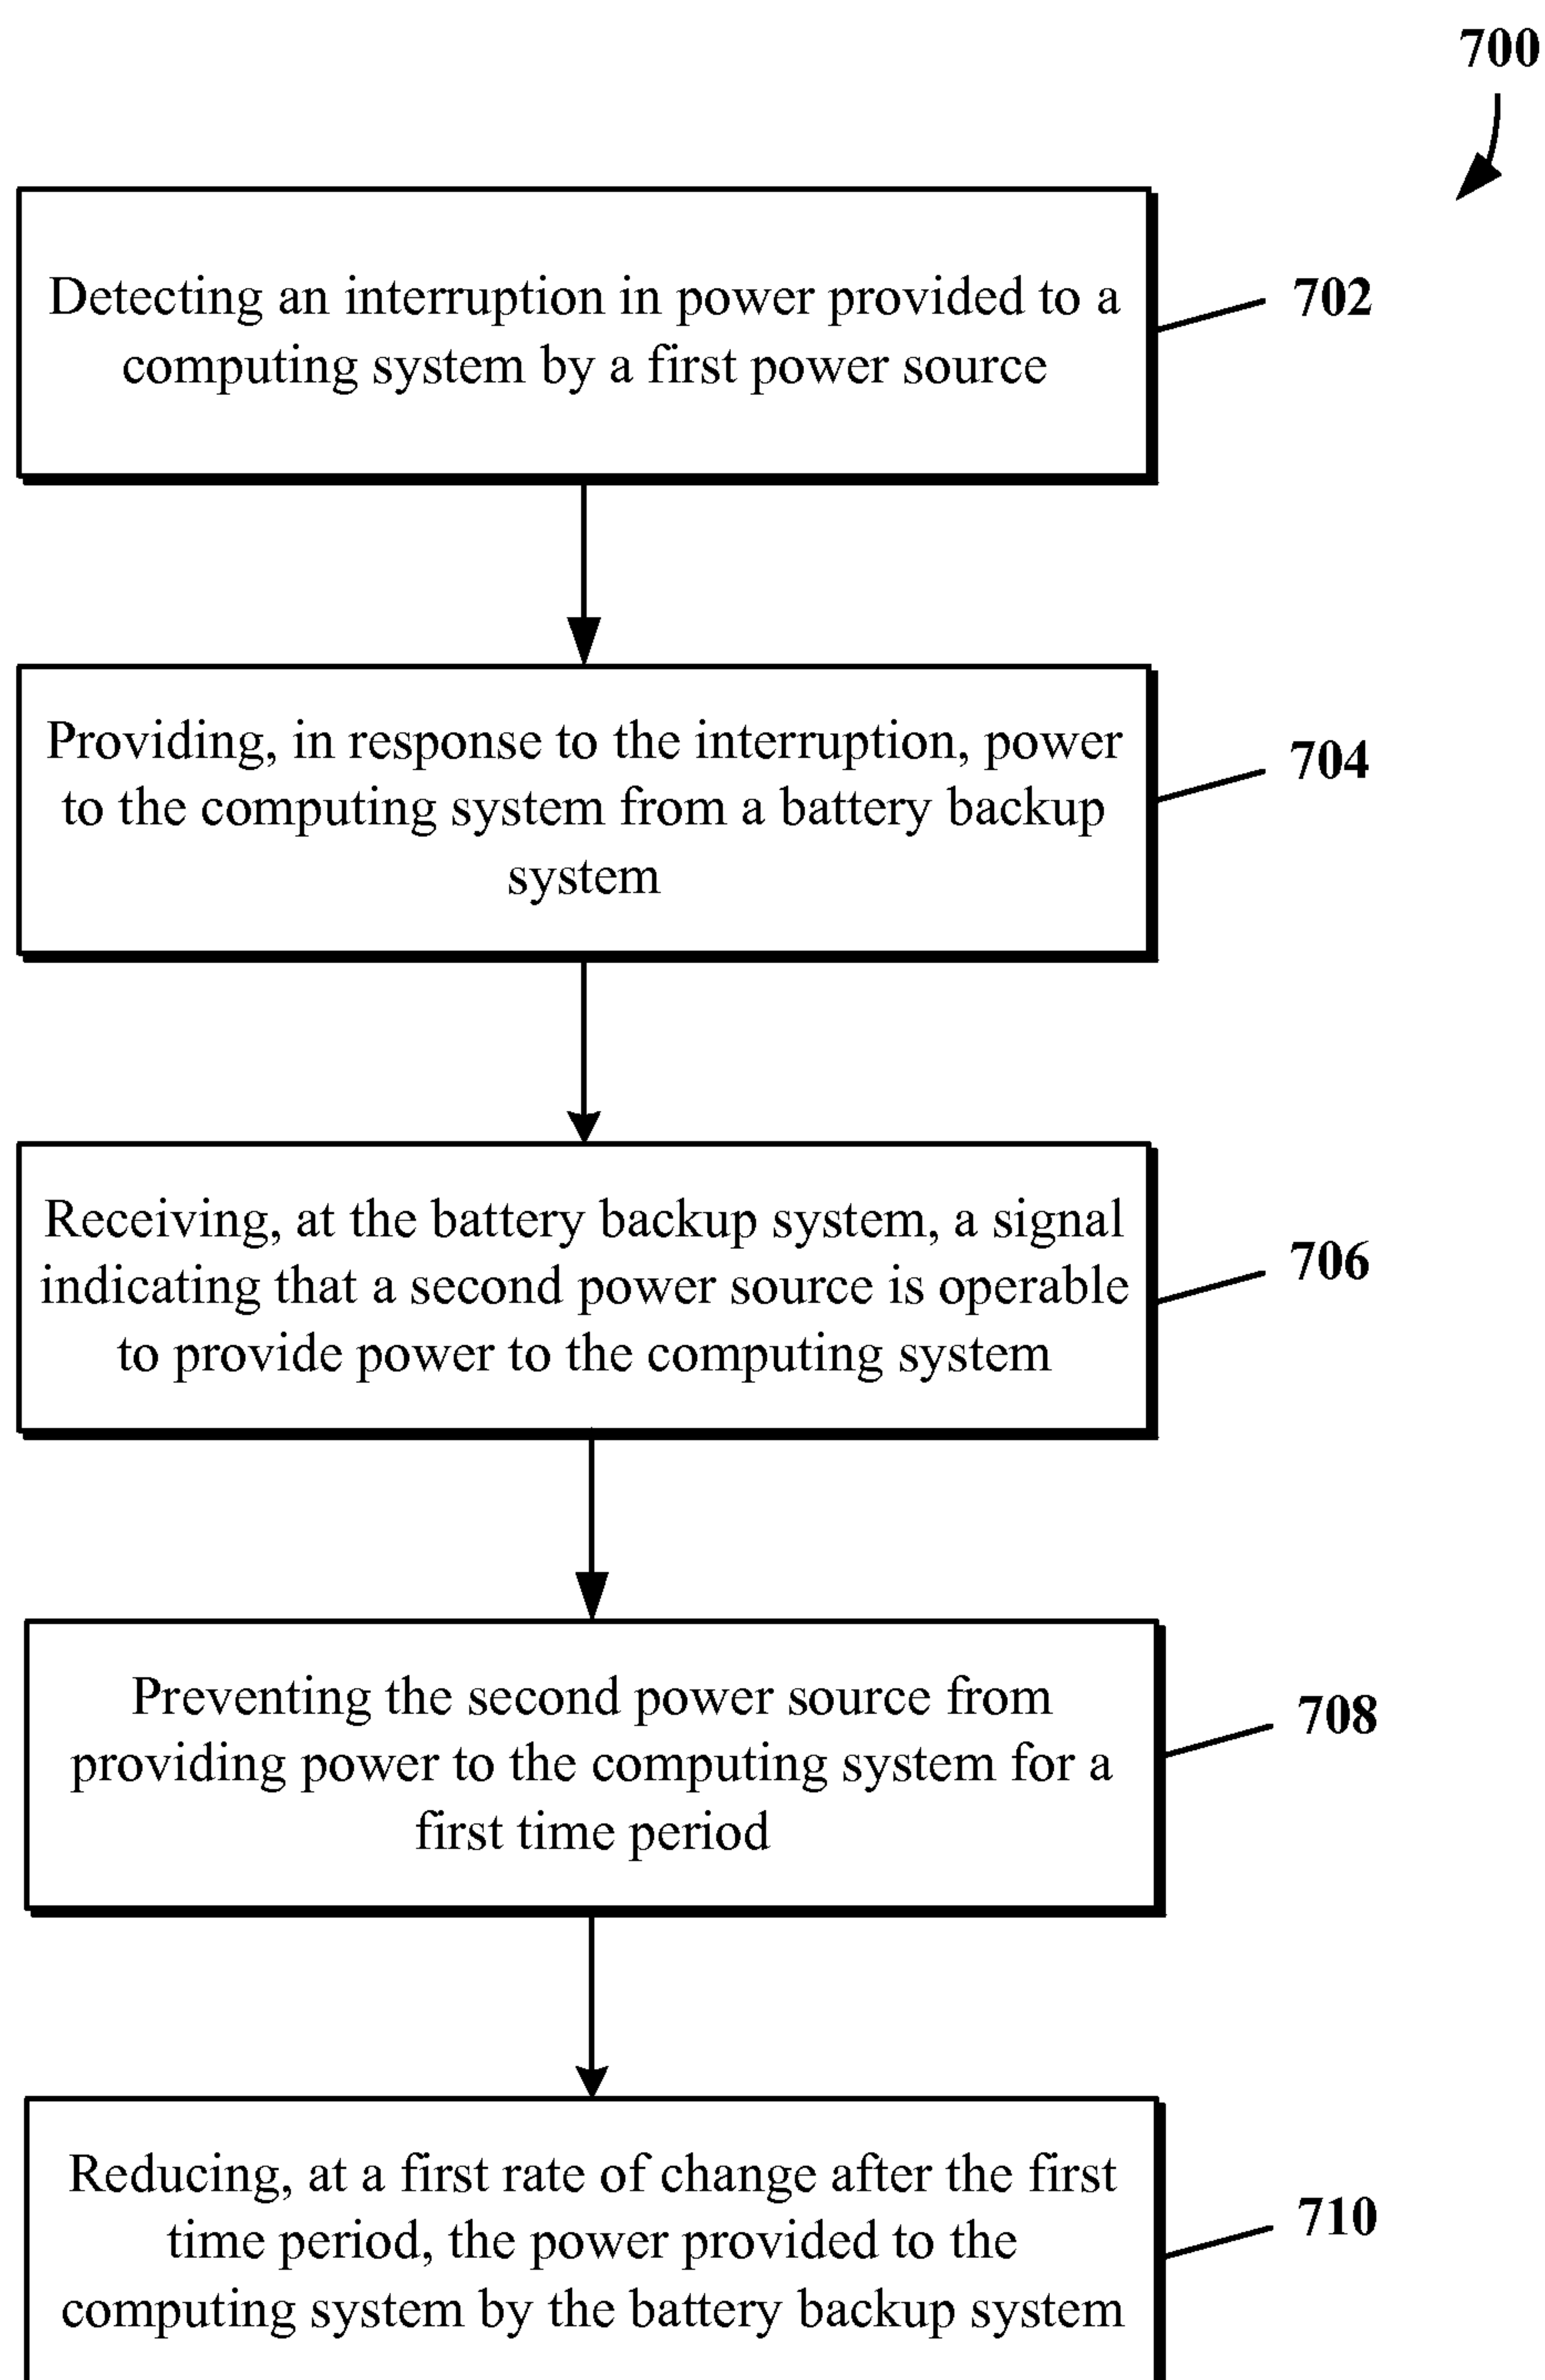 700
Detecting an interruption in power provided to a
computing system by a first power source
702
Providing, in response to the interruption, power
to the computing system from a battery backup
system
704
Receiving, at the battery backup system, a signal
indicating that a second power source is operable
to provide power to the computing system
706
Preventing the second power source from
providing power to the computing system for a
first time period
708
Reducing, at a first rate of change after the first
time period, the power provided to the
computing system by the battery backup system
710